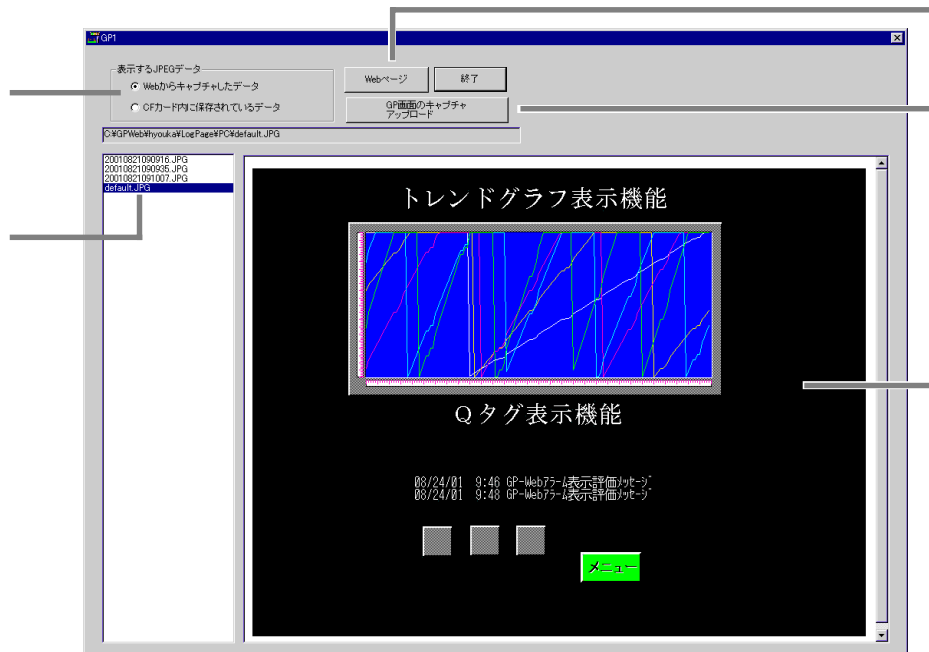 GP1
表示するJPEGデータ
Webからキャプチャしたデータ
CFカード内に保存されているデータ
Webページ
終了
GP画面のキャプチャ
アップロード
C:¥GPWeb¥hyouka¥LogPage¥PC¥default.JPG
20010821090916.JPG
20010821090935.JPG
20010821091007.JPG
default.JPG
トレンドグラフ表示機能
Qタグ表示機能
08/24/01 9:46 GP-Webアラーム表示評価メッセージ
08/24/01 9:48 GP-Webアラーム表示評価メッセージ
メニュー